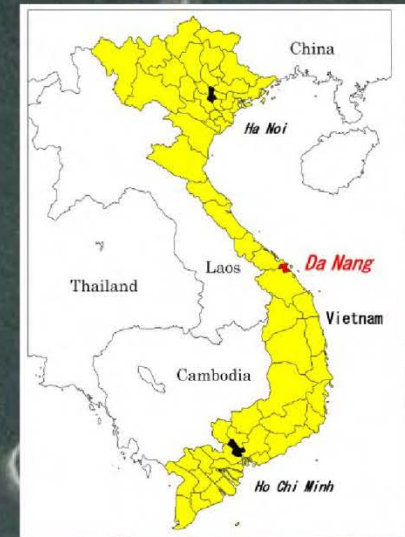 China
Ha Noi
Da Nang
Laos
Thailand
Vietnam
Cambodia
Ho Chi Minh